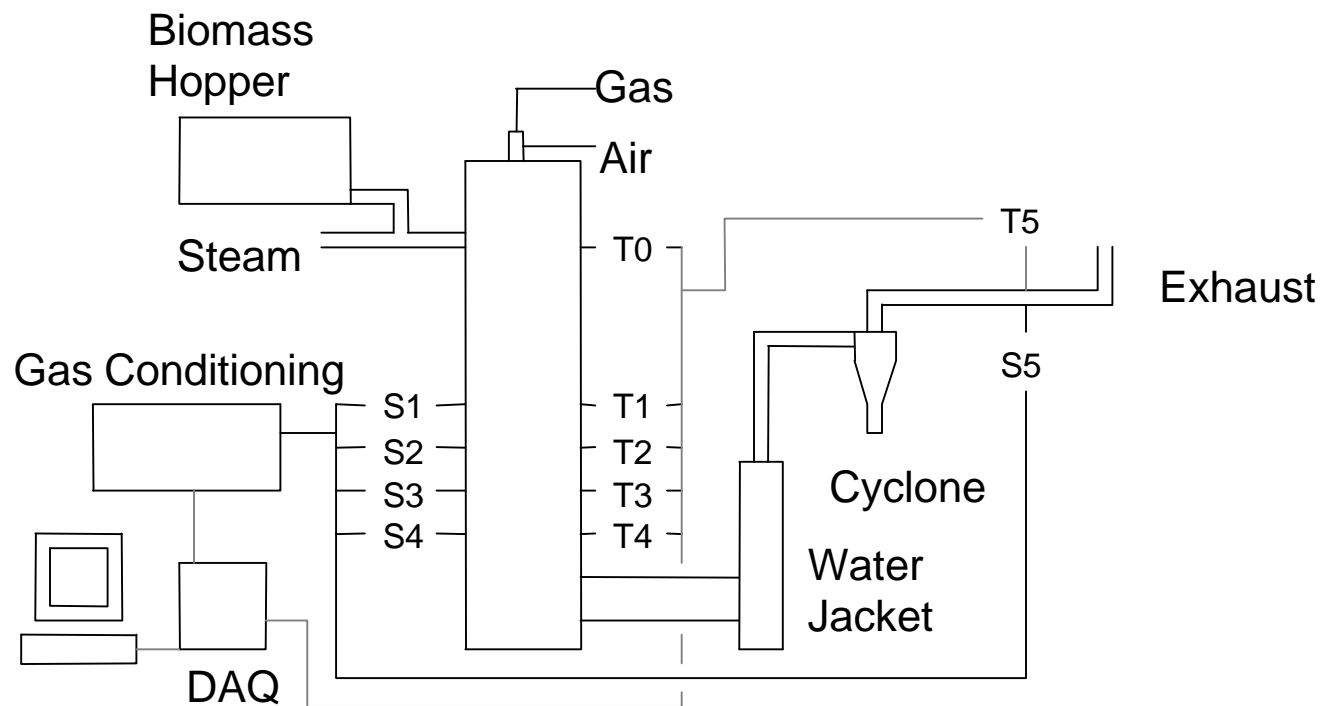 Biomass
Hopper
Gas
Air
Steam
T0
T5
Exhaust
Gas Conditioning
S5
S1
T1
S2
T2
S3
T3
S4
T4
Cyclone
Water
Jacket
DAQ